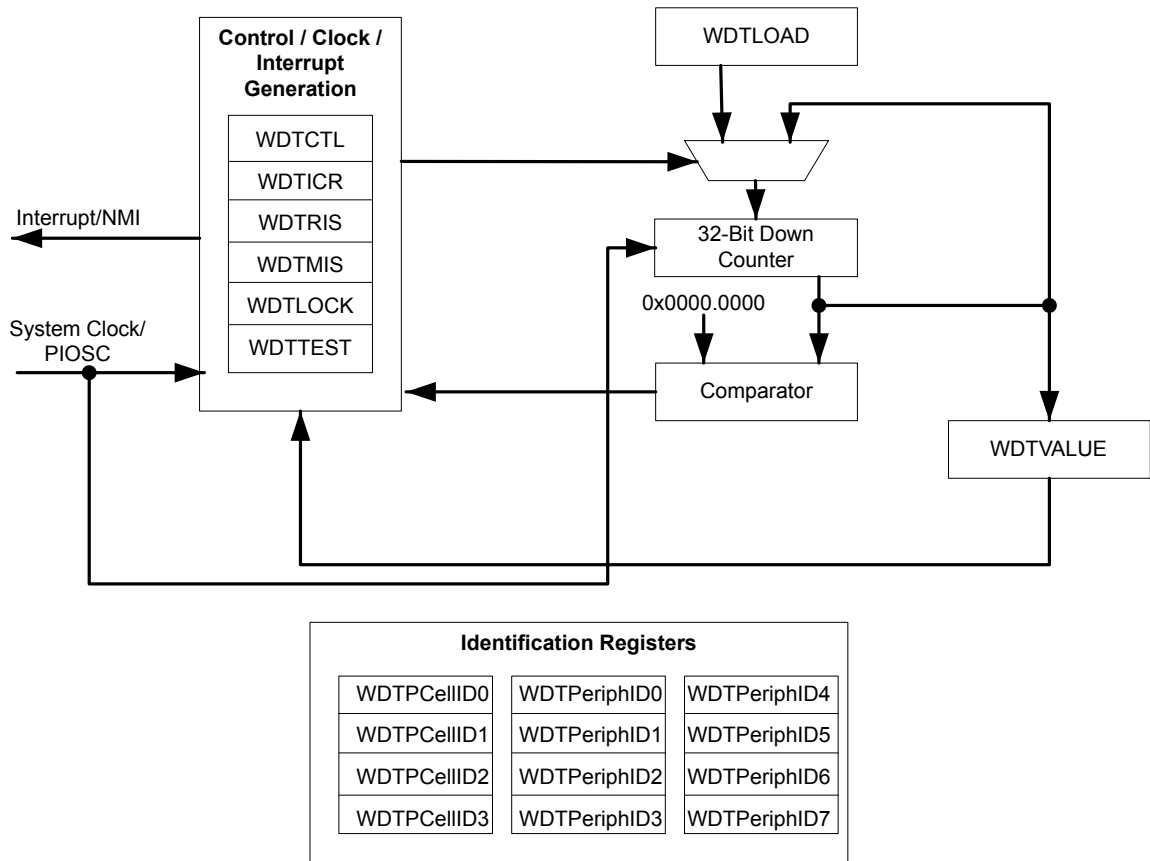 Control / Clock /
Interrupt
Generation
WDTCTL
WDTICR
WDTRIS
WDTMIS
WDTLOCK
WDTTEST
Interrupt/NMI
System Clock/
PIOSC
WDTLOAD
32-Bit Down
Counter
0x0000.0000
Comparator
WDTVALUE
Identification Registers
WDTPCellID0 WDTPeriphID0 WDTPeriphID4
WDTPCellID1 WDTPeriphID1 WDTPeriphID5
WDTPCellID2 WDTPeriphID2 WDTPeriphID6
WDTPCellID3 WDTPeriphID3 WDTPeriphID7